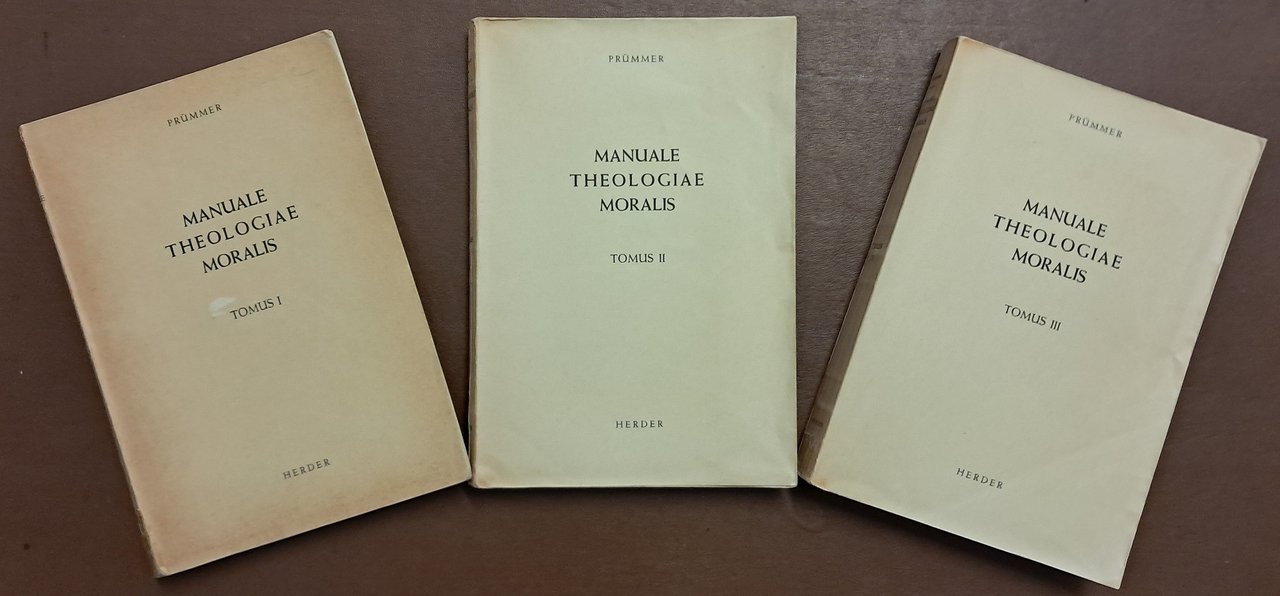 PRÜMMER
MANUALE
THEOLOGIAE
MORALIS
TOMUS I
HERDER
PRÜMMER
MANUALE
THEOLOGIAE
MORALIS
TOMUS II
HERDER
PRÜMMER
MANUALE
THEOLOGIAE
MORALIS
TOMUS III
HERDER